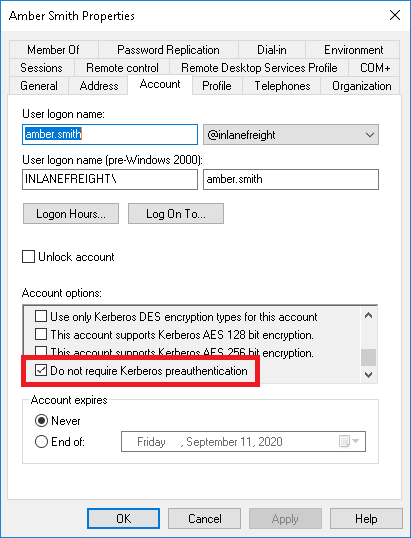 Amber Smith Properties
Member Of Password Replication Dial-in Environment
Sessions Remote control Remote Desktop Services Profile COM+
General Address Account Profile Telephones Organization
User logon name:
amber.smith @inlanefreight
User logon name (pre-Windows 2000):
INLANEFREIGHT\ amber.smith
Logon Hours... Log On To...
Unlock account
Account options:
Use only Kerberos DES encryption types for this account
This account supports Kerberos AES 128 bit encryption.
This account supports Kerberos AES 256 bit encryption.
Do not require Kerberos preauthentication
Account expires
Never
End of: Friday , September 11, 2020
OK Cancel Apply Help